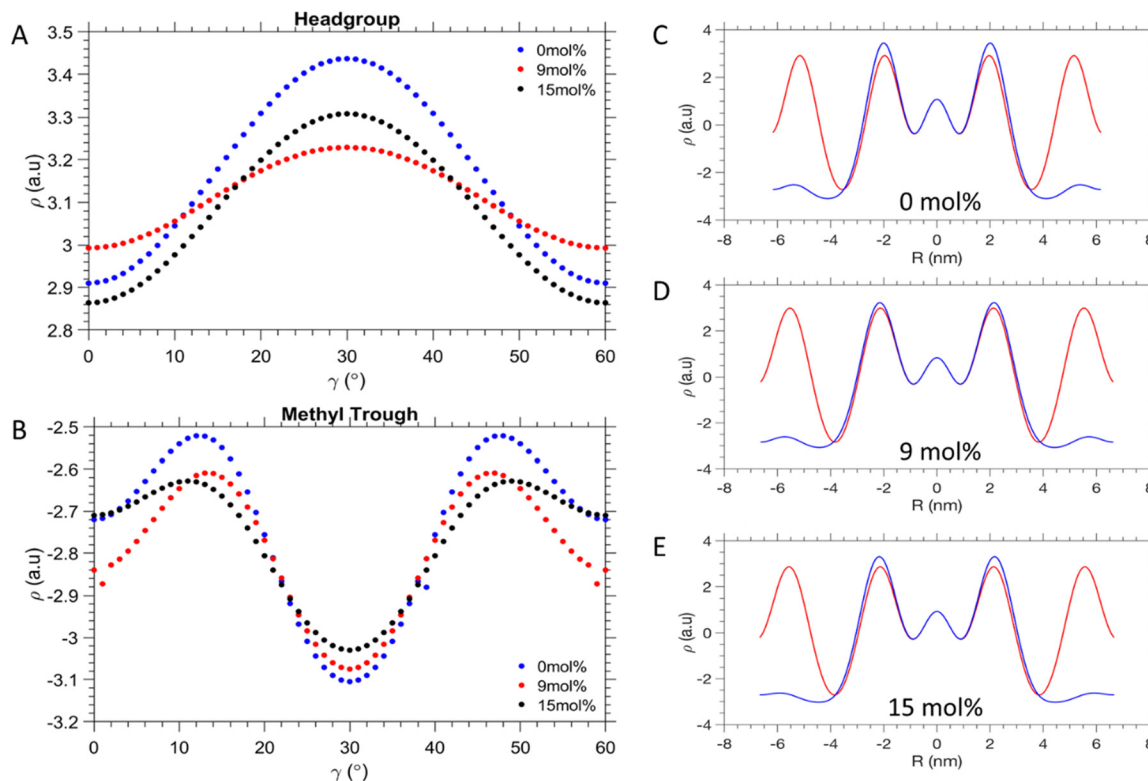 A
Headgroup
3.5
3.4
3.3
3.2
3.1
3
2.9
2.8
ρ (a.u)
0mol%
9mol%
15mol%
0 10 20 30 40 50 60
γ (°)
B
Methyl Trough
-2.5
-2.6
-2.7
-2.8
-2.9
-3
-3.1
-3.2
ρ (a.u)
0mol%
9mol%
15mol%
0 10 20 30 40 50 60
γ (°)
C
4
2
0
-2
-4
ρ (a.u)
0 mol%
-8 -6 -4 -2 0 2 4 6 8
R (nm)
D
4
2
0
-2
-4
ρ (a.u)
9 mol%
-8 -6 -4 -2 0 2 4 6 8
R (nm)
E
4
2
0
-2
-4
ρ (a.u)
15 mol%
-8 -6 -4 -2 0 2 4 6 8
R (nm)